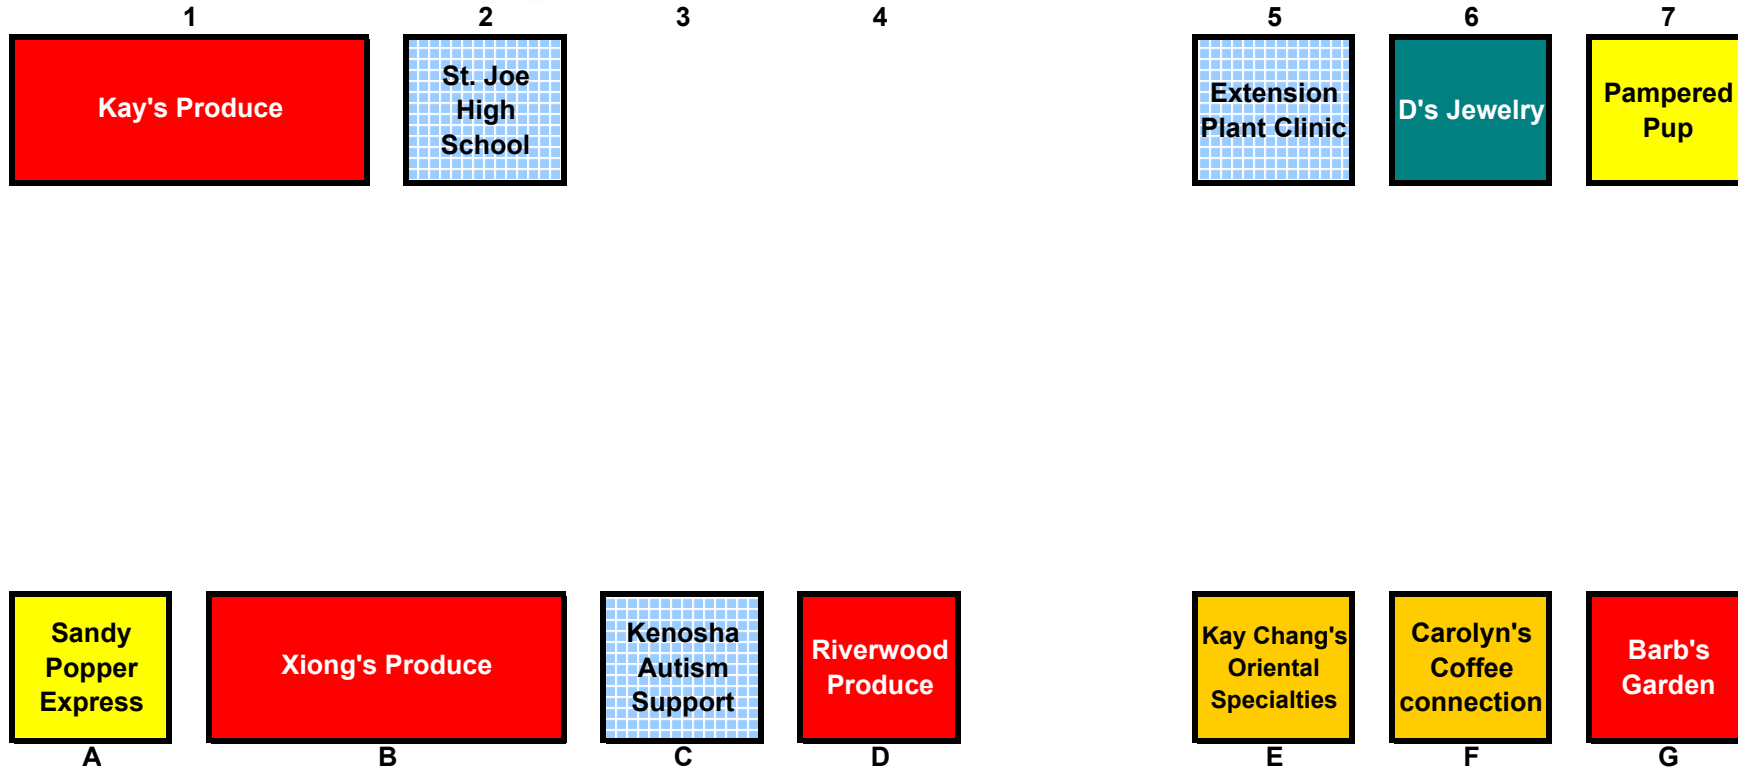 1 2 3 4 5 6 7
Kay's Produce
St. Joe
High
School
Extension
Plant Clinic
D's Jewelry
Pampered
Pup
Sandy
Popper
Express
Xiong's Produce
Kenosha
Autism
Support
Riverwood
Produce
Kay Chang's
Oriental
Specialties
Carolyn's
Coffee
connection
Barb's
Garden
A B C D E F G